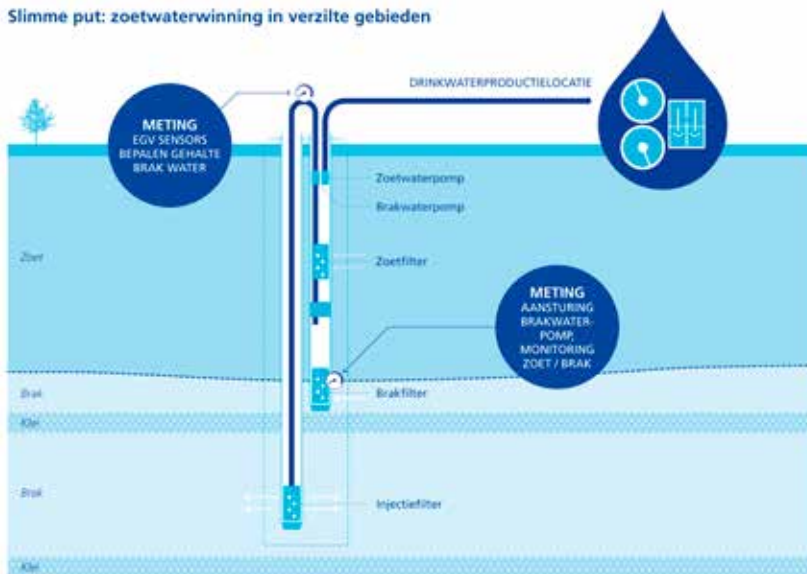 Slimme put: zoetwaterwinning in verzilte gebieden
DRINKWATERPRODUCTIELOCATIE
METING
EGV SENSORS
BEPALEN GEHALTE
BRAK WATER
Zoetwaterpomp
Brakwaterpomp
Zoet
Zoetfilter
METING
AANSTURING
BRAKWATER-
POMP,
MONITORING
ZOET / BRAK
Brak
Brakfilter
Klei
Brak
Injectiefilter
Klei